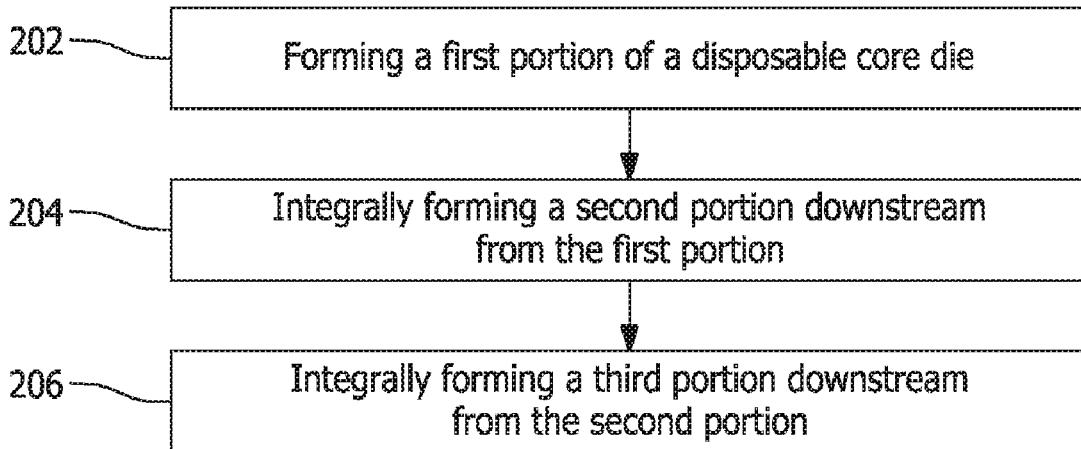 202
Forming a first portion of a disposable core die
204
Integrally forming a second portion downstream
from the first portion
206
Integrally forming a third portion downstream
from the second portion